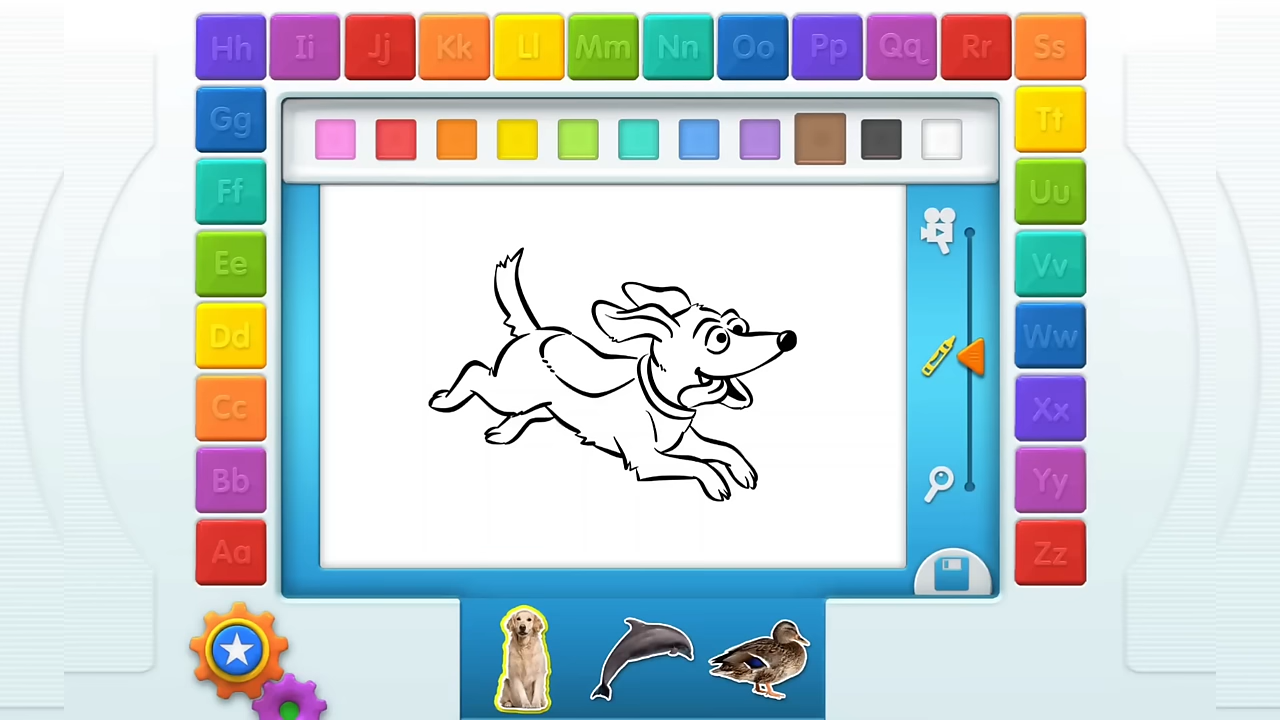 Hh Ii Jj Kk Ll Mm Nn Oo Pp Qq Rr Ss
Gg Tt
Ff Uu
Ee Vv
Dd Ww
Cc Xx
Bb Yy
Aa Zz